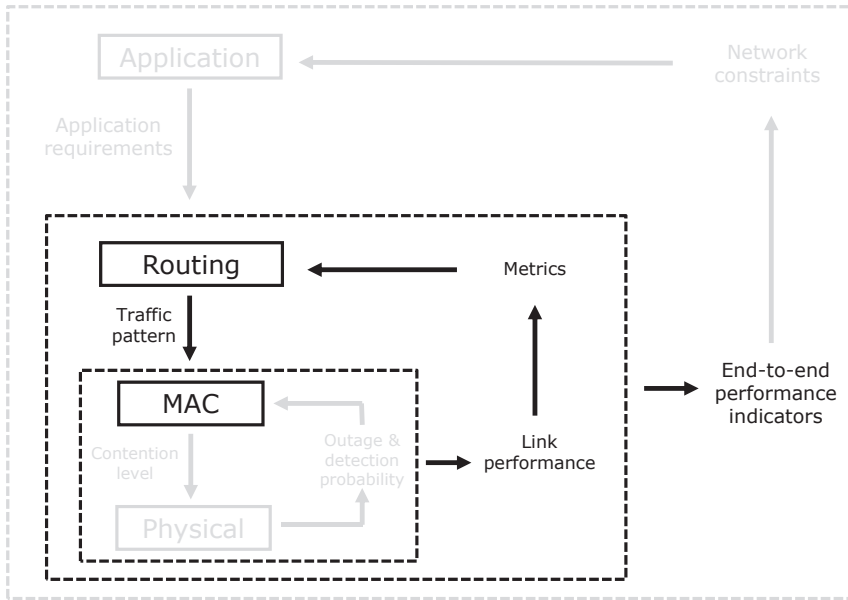 Application
Network
constraints
Application
requirements
Routing
Metrics
Traffic
pattern
End-to-end
performance
indicators
MAC
Contention
level
Outage &
detection
probability
Link
performance
Physical